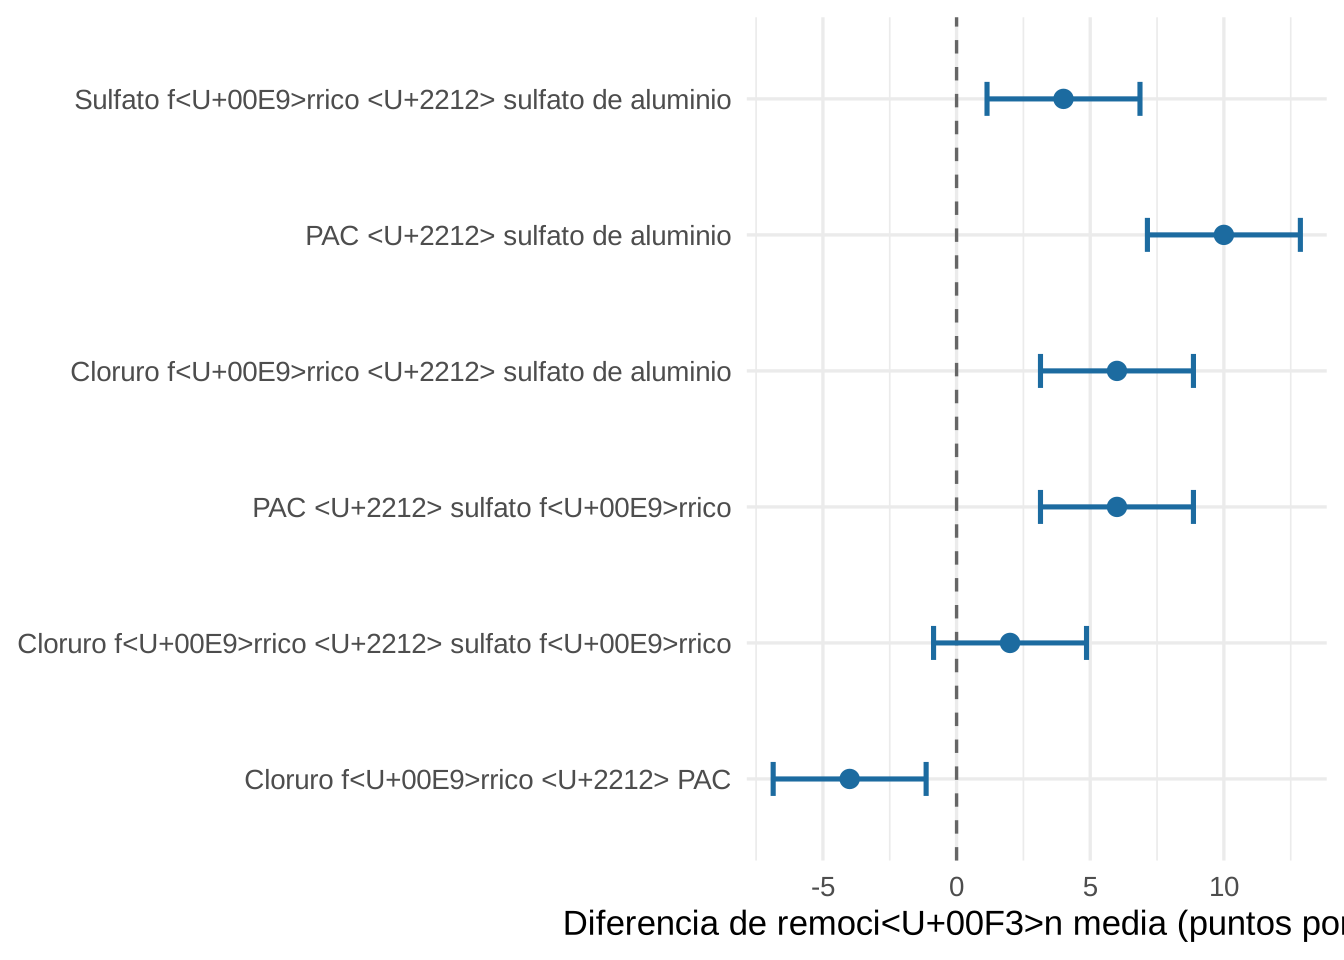 Sulfato f<U+00E9>rrico <U+2212> sulfato de aluminio
PAC <U+2212> sulfato de aluminio
Cloruro f<U+00E9>rrico <U+2212> sulfato de aluminio
PAC <U+2212> sulfato f<U+00E9>rrico
Cloruro f<U+00E9>rrico <U+2212> sulfato f<U+00E9>rrico
Cloruro f<U+00E9>rrico <U+2212> PAC
-5 0 5 10
Diferencia de remoci<U+00F3>n media (puntos por